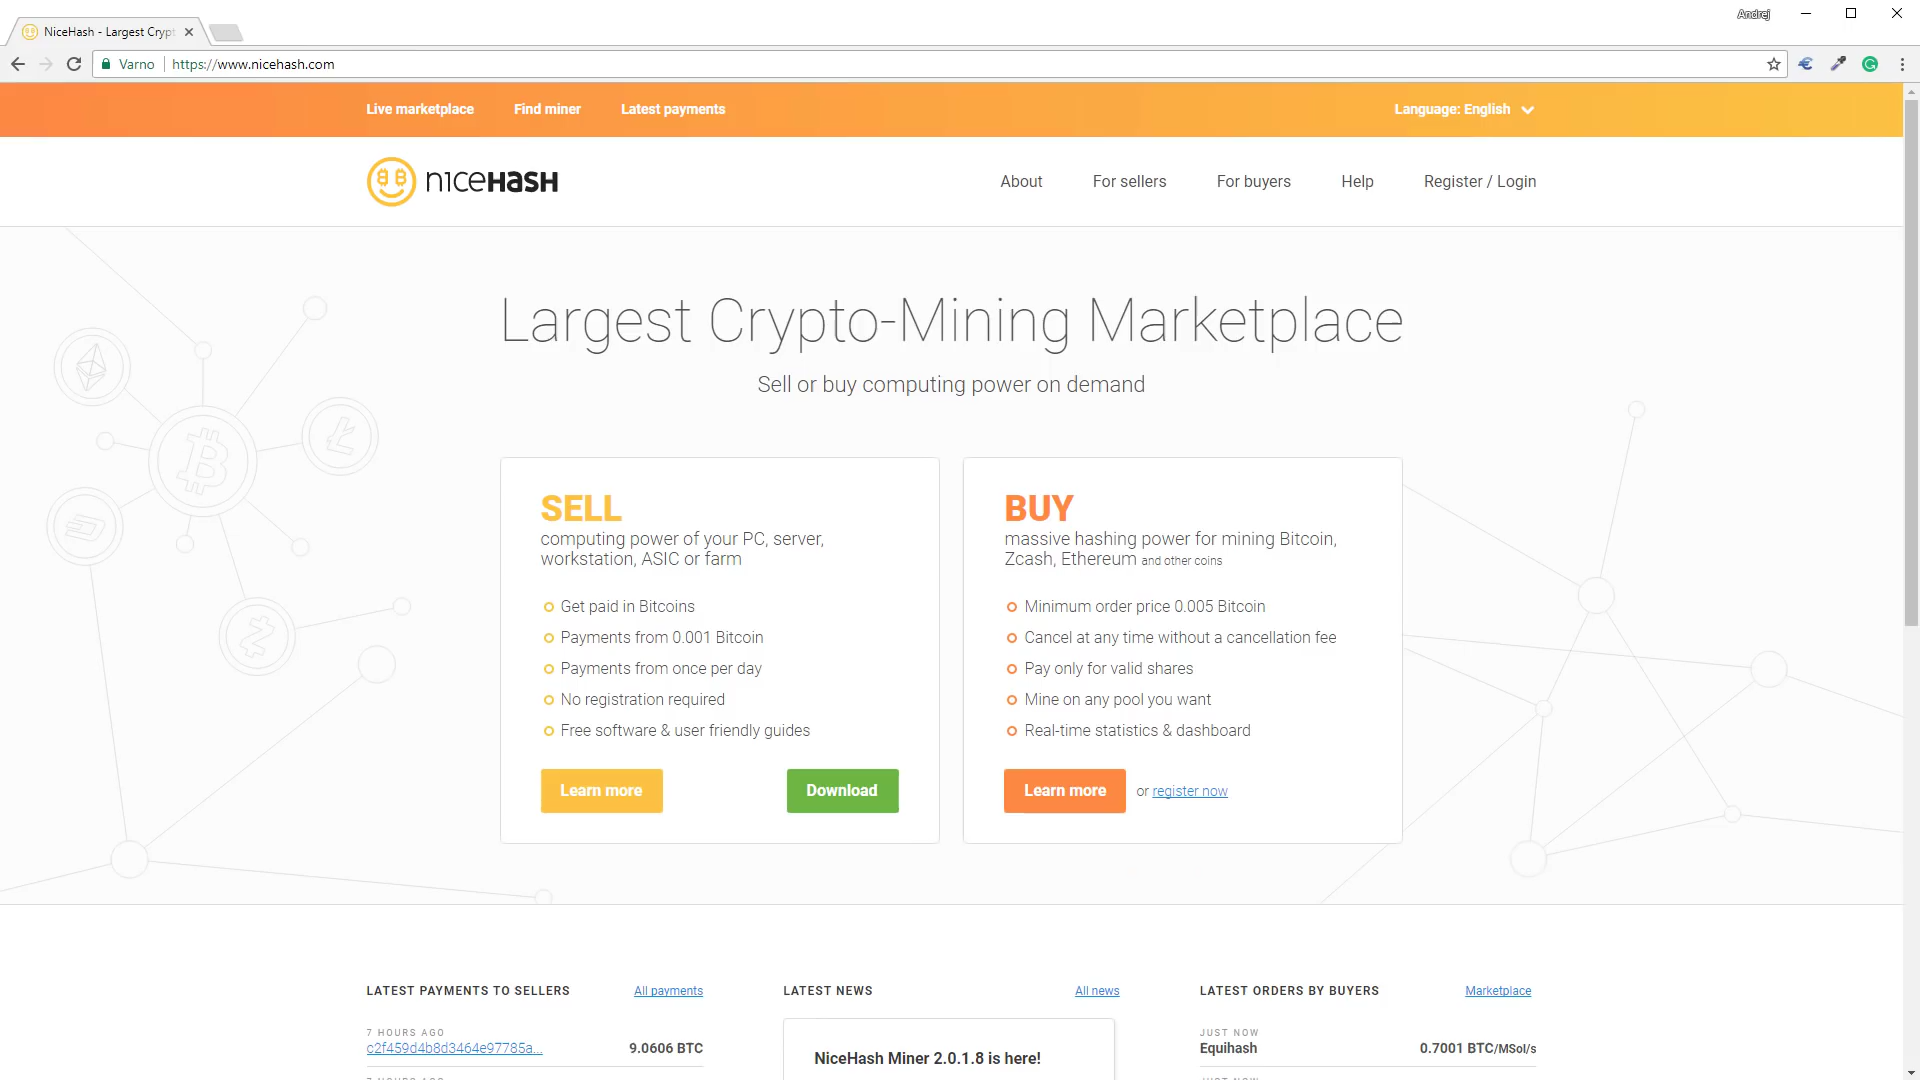 Andrej
NiceHash - Largest Crypt
Varno
https://www.nicehash.com
Live marketplace
Find miner
Latest payments
Language: English
niceHasH
About
For sellers
For buyers
Help
Register / Login
Largest Crypto-Mining Marketplace
Sell or buy computing power on demand
SELL
computing power of your PC, server,
workstation, ASIC or farm
Get paid in Bitcoins
Payments from 0.001 Bitcoin
Payments from once per day
No registration required
Free software & user friendly guides
Learn more
Download
BUY
massive hashing power for mining Bitcoin,
Zcash, Ethereum and other coins
Minimum order price 0.005 Bitcoin
Cancel at any time without a cancellation fee
Pay only for valid shares
Mine on any pool you want
Real-time statistics & dashboard
Learn more
or register now
LATEST PAYMENTS TO SELLERS
All payments
7 HOURS AGO
c2f459d4b8d3464e97785a...
9.0606 BTC
LATEST NEWS
All news
NiceHash Miner 2.0.1.8 is here!
LATEST ORDERS BY BUYERS
Marketplace
JUST NOW
Equihash
0.7001 BTC/MSol/s